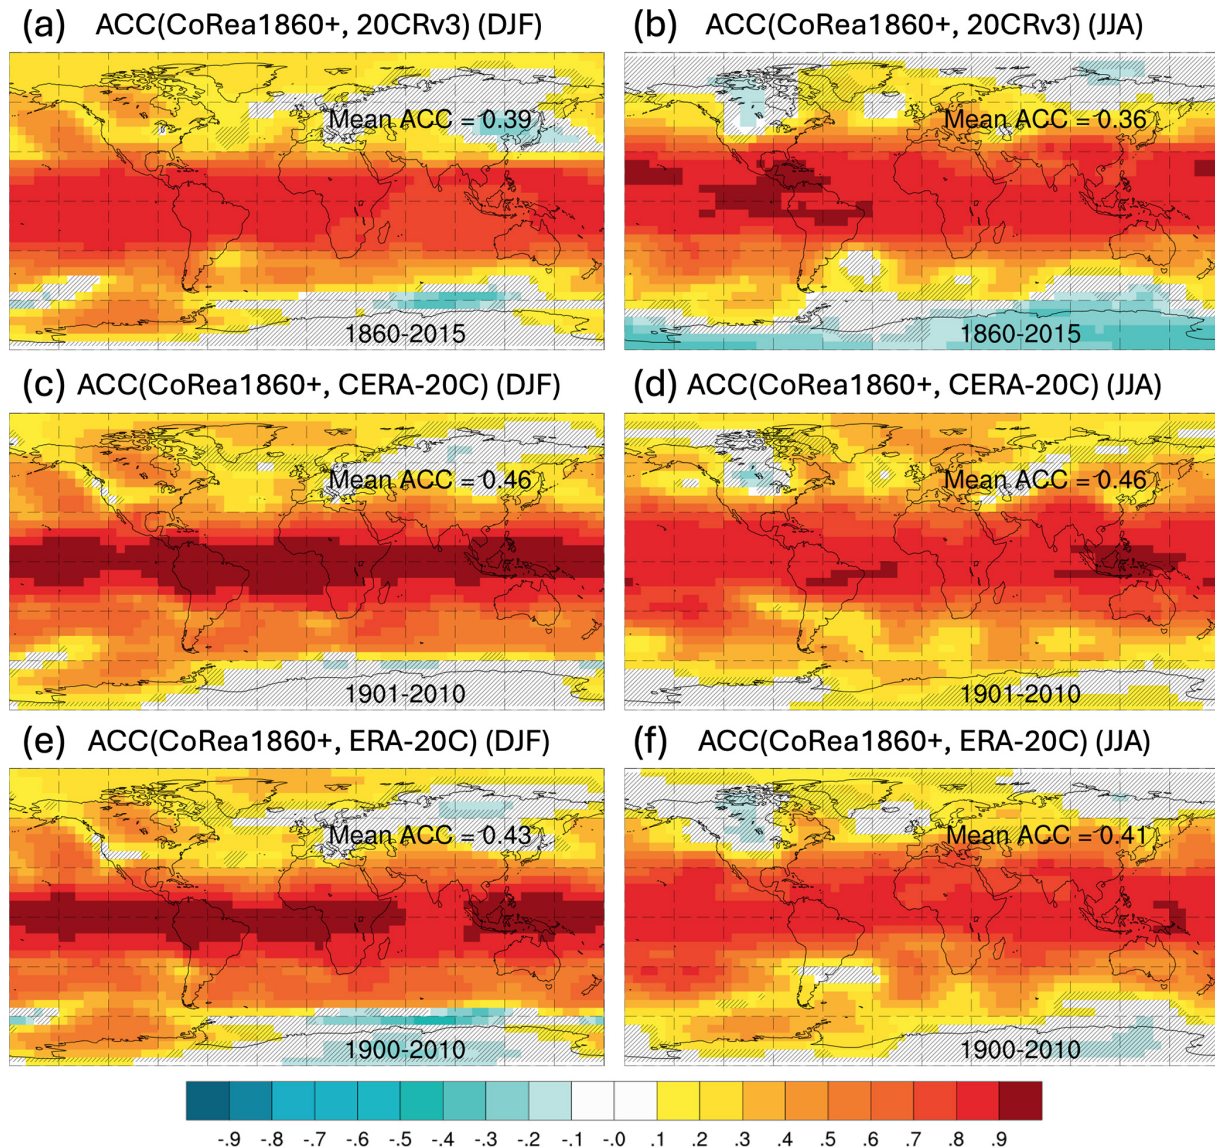 (a) ACC(CoRea1860+, 20CRv3) (DJF)
(b) ACC(CoRea1860+, 20CRv3) (JJA)
Mean ACC = 0.39
Mean ACC = 0.36
1860-2015
1860-2015
(c) ACC(CoRea1860+, CERA-20C) (DJF)
(d) ACC(CoRea1860+, CERA-20C) (JJA)
Mean ACC = 0.46
Mean ACC = 0.46
1901-2010
1901-2010
(e) ACC(CoRea1860+, ERA-20C) (DJF)
(f) ACC(CoRea1860+, ERA-20C) (JJA)
Mean ACC = 0.43
Mean ACC = 0.41
1900-2010
1900-2010
-.9 -.8 -.7 -.6 -.5 -.4 -.3 -.2 -.1 -.0 .1 .2 .3 .4 .5 .6 .7 .8 .9